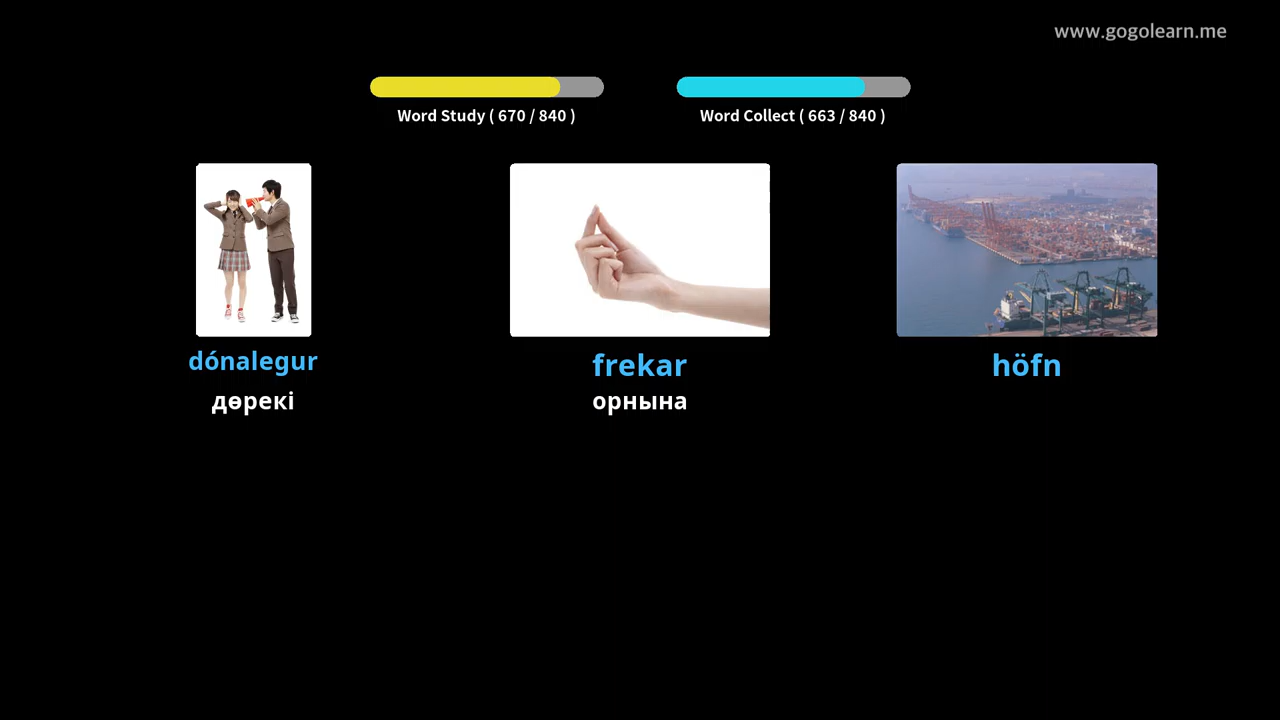 www.gogolearn.me
Word Study ( 670 / 840 )
Word Collect ( 663 / 840 )
dónalegur
frekar
höfn
дөрекі
орнына